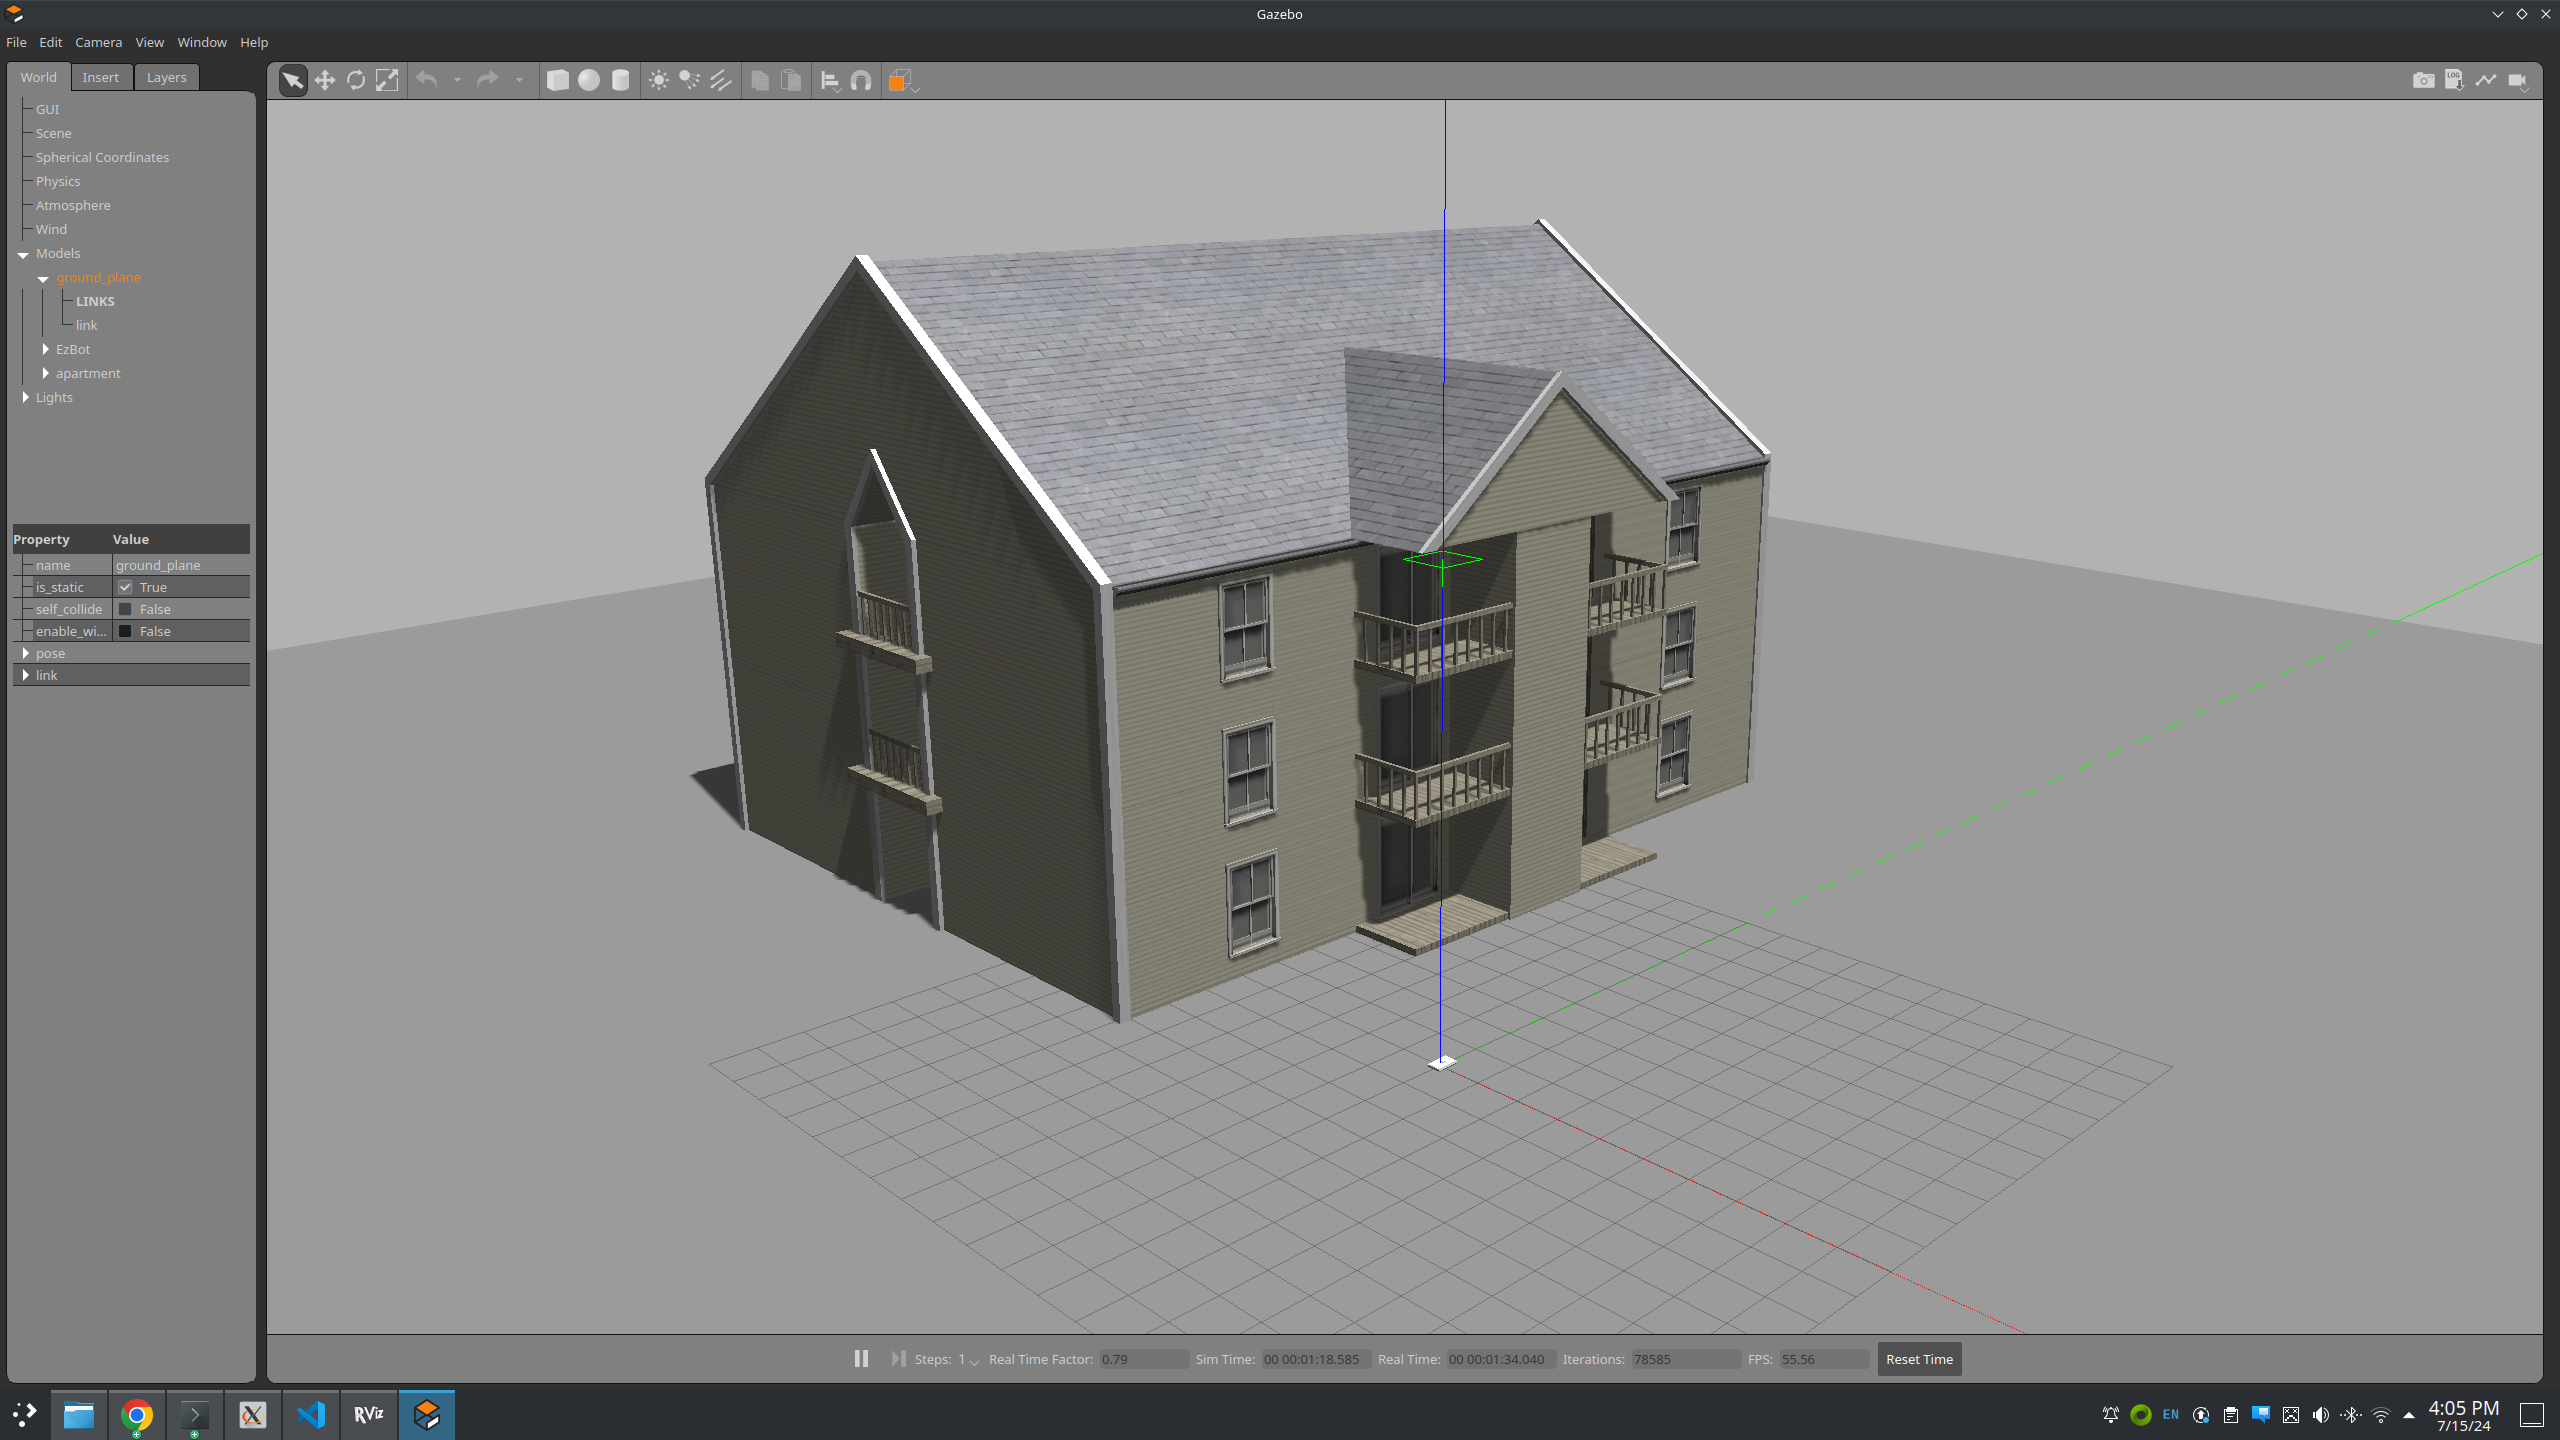 Gazebo
File Edit Camera View Window Help
World Insert Layers
GUI
Scene
Spherical Coordinates
Physics
Atmosphere
Wind
Models
ground_plane
LINKS
link
EzBot
apartment
Lights
Property Value
name ground_plane
is_static True
self_collide False
enable_wi... False
pose
link
LOG
Steps: 1 Real Time Factor: 0.79 Sim Time: 00 00:01:18.585 Real Time: 00 00:01:34.040 Iterations: 78585 FPS: 55.56 Reset Time
RViz
EN
4:05 PM
7/15/24